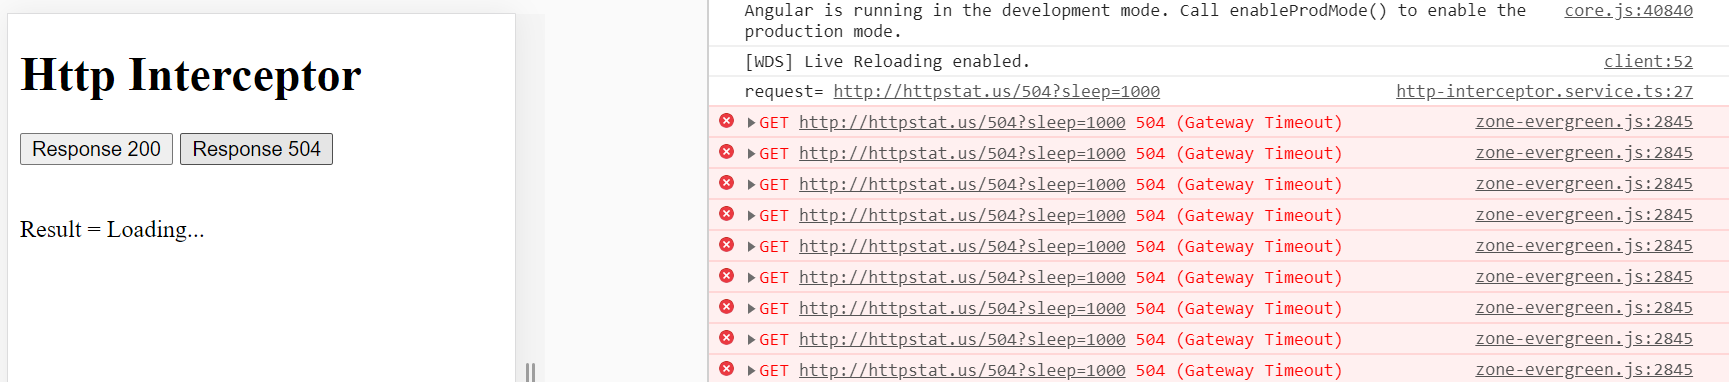 Http Interceptor
Response 200 Response 504
Result = Loading...
Angular is running in the development mode. Call enableProdMode() to enable the core.js:40840
production mode.
[WDS] Live Reloading enabled. client:52
request= http://httpstat.us/504?sleep=1000 http-interceptor.service.ts:27
GET http://httpstat.us/504?sleep=1000 504 (Gateway Timeout) zone-evergreen.js:2845
GET http://httpstat.us/504?sleep=1000 504 (Gateway Timeout) zone-evergreen.js:2845
GET http://httpstat.us/504?sleep=1000 504 (Gateway Timeout) zone-evergreen.js:2845
GET http://httpstat.us/504?sleep=1000 504 (Gateway Timeout) zone-evergreen.js:2845
GET http://httpstat.us/504?sleep=1000 504 (Gateway Timeout) zone-evergreen.js:2845
GET http://httpstat.us/504?sleep=1000 504 (Gateway Timeout) zone-evergreen.js:2845
GET http://httpstat.us/504?sleep=1000 504 (Gateway Timeout) zone-evergreen.js:2845
GET http://httpstat.us/504?sleep=1000 504 (Gateway Timeout) zone-evergreen.js:2845
GET http://httpstat.us/504?sleep=1000 504 (Gateway Timeout) zone-evergreen.js:2845